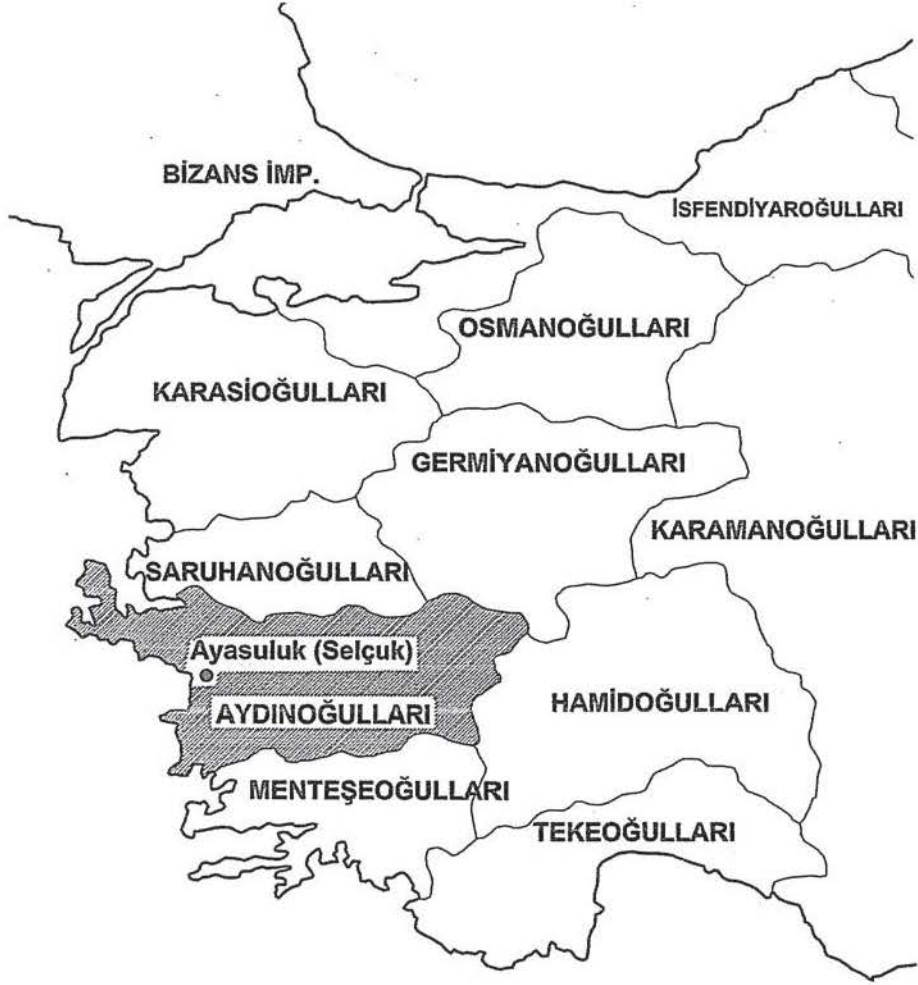 BİZANS İMP.
İSFENDİYAROĞULLARI
OSMANOĞULLARI
KARASİOĞULLARI
GERMİYANOĞULLARI
KARAMANOĞULLARI
SARUHANOĞULLARI
Ayasuluk (Selçuk)
AYDINOĞULLARI
HAMİDOĞULLARI
MENTEŞEOĞULLARI
TEKEOĞULLARI